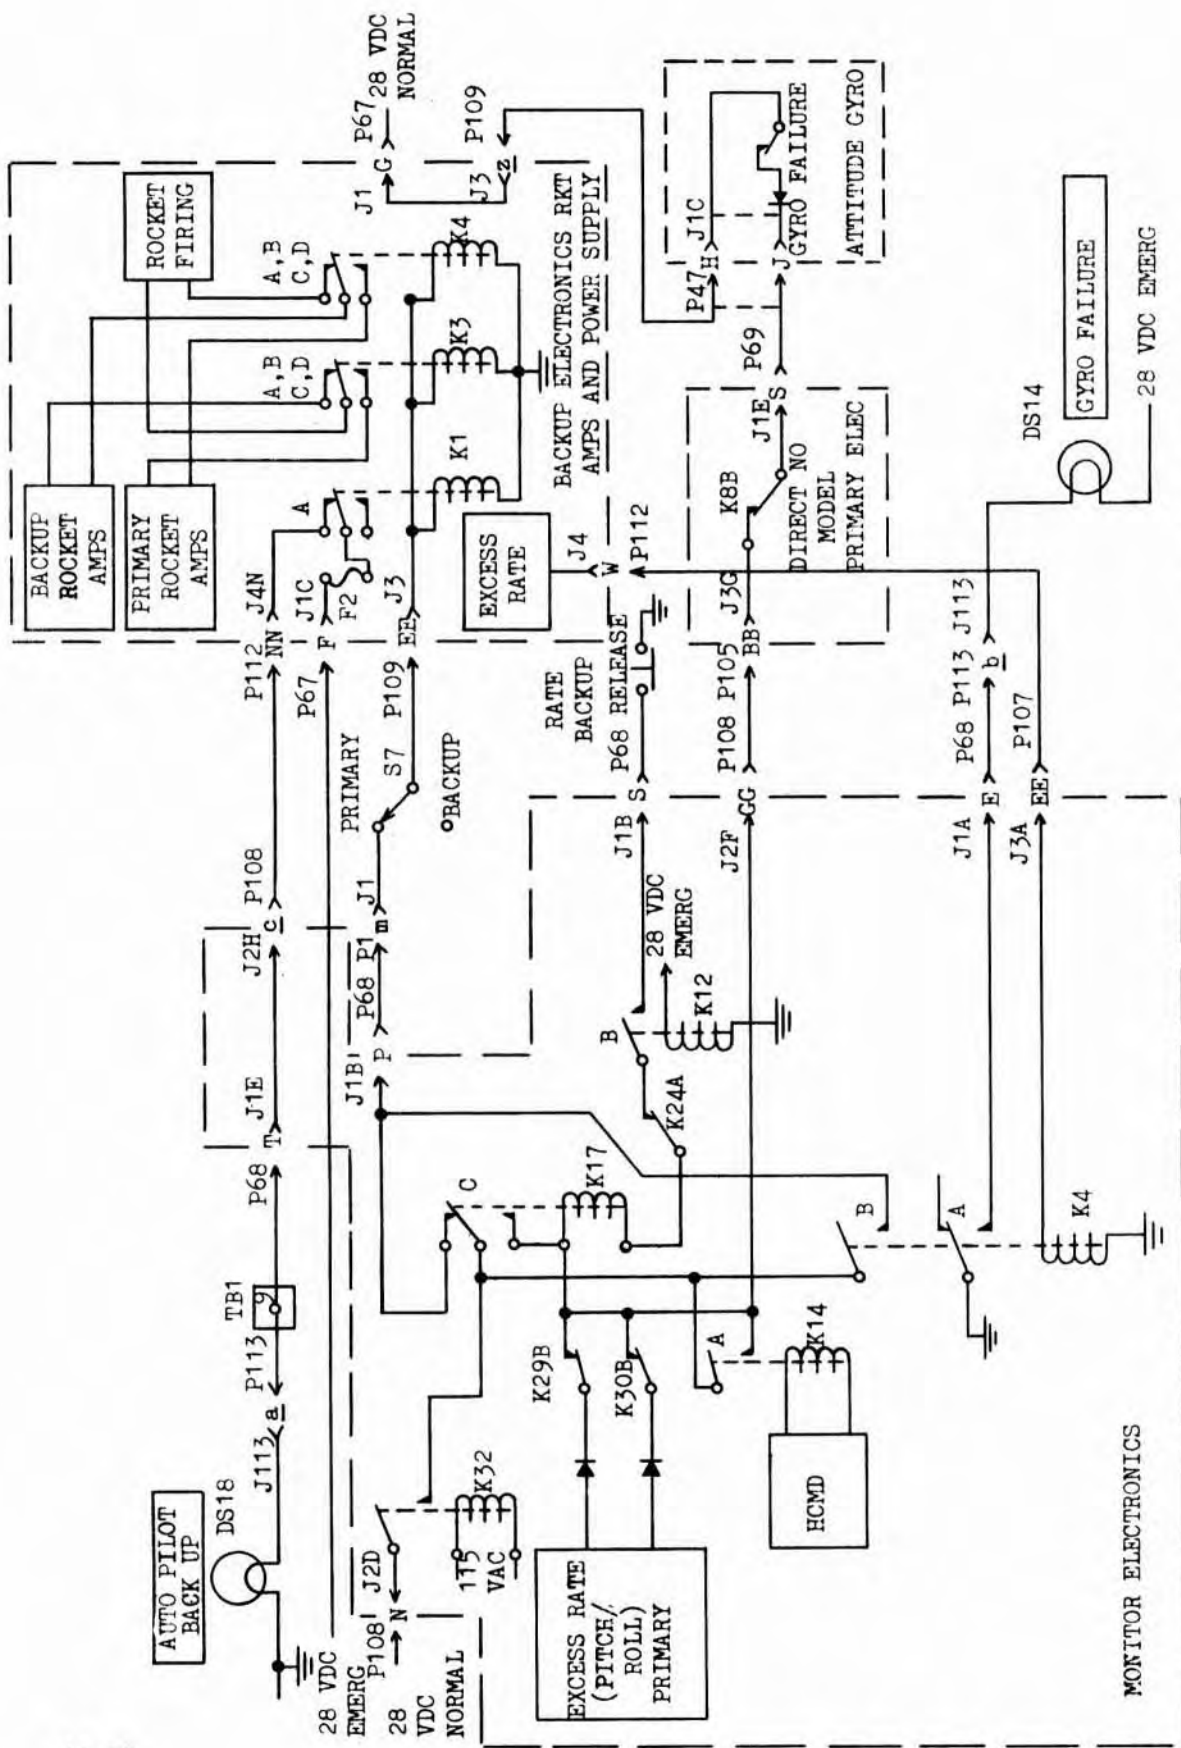 AUTO PILOT
BACK UP
DS18
J113
a
P113
TB1
9
P68
T
J1E
J2H
c
P108
P112
NN
J4N
28 VDC
EMERG
P67
F
J1C
F2
P108
N
J2D
28
VDC
NORMAL
115
VAC
K32
J1B
P
P68
P1
m
J1
PRIMARY
S7
BACKUP
P109
EE
J3
BACKUP
ROCKET
AMPS
PRIMARY
ROCKET
AMPS
ROCKET
FIRING
A
A,B
C,D
A,B
C,D
K1
K3
K4
J1
G
P67
28 VDC
NORMAL
J3
z
P109
BACKUP ELECTRONICS RKT
AMPS AND POWER SUPPLY
EXCESS
RATE
J4
W
P112
C
K17
K24A
B
K12
28 VDC
EMERG
J1B
S
P68
RELEASE
RATE
BACKUP
J2F
GG
P108
P105
BB
J3G
K8B
DIRECT NO
MODEL
PRIMARY ELEC
J1E
S
P69
P47
H
J1C
J
GYRO FAILURE
ATTITUDE GYRO
EXCESS RATE
(PITCH/
ROLL)
PRIMARY
K29B
K30B
A
K14
HCMD
B
A
K4
J1A
E
P68
P113
b
J113
J3A
EE
P107
DS14
GYRO FAILURE
28 VDC EMERG
MONITOR ELECTRONICS